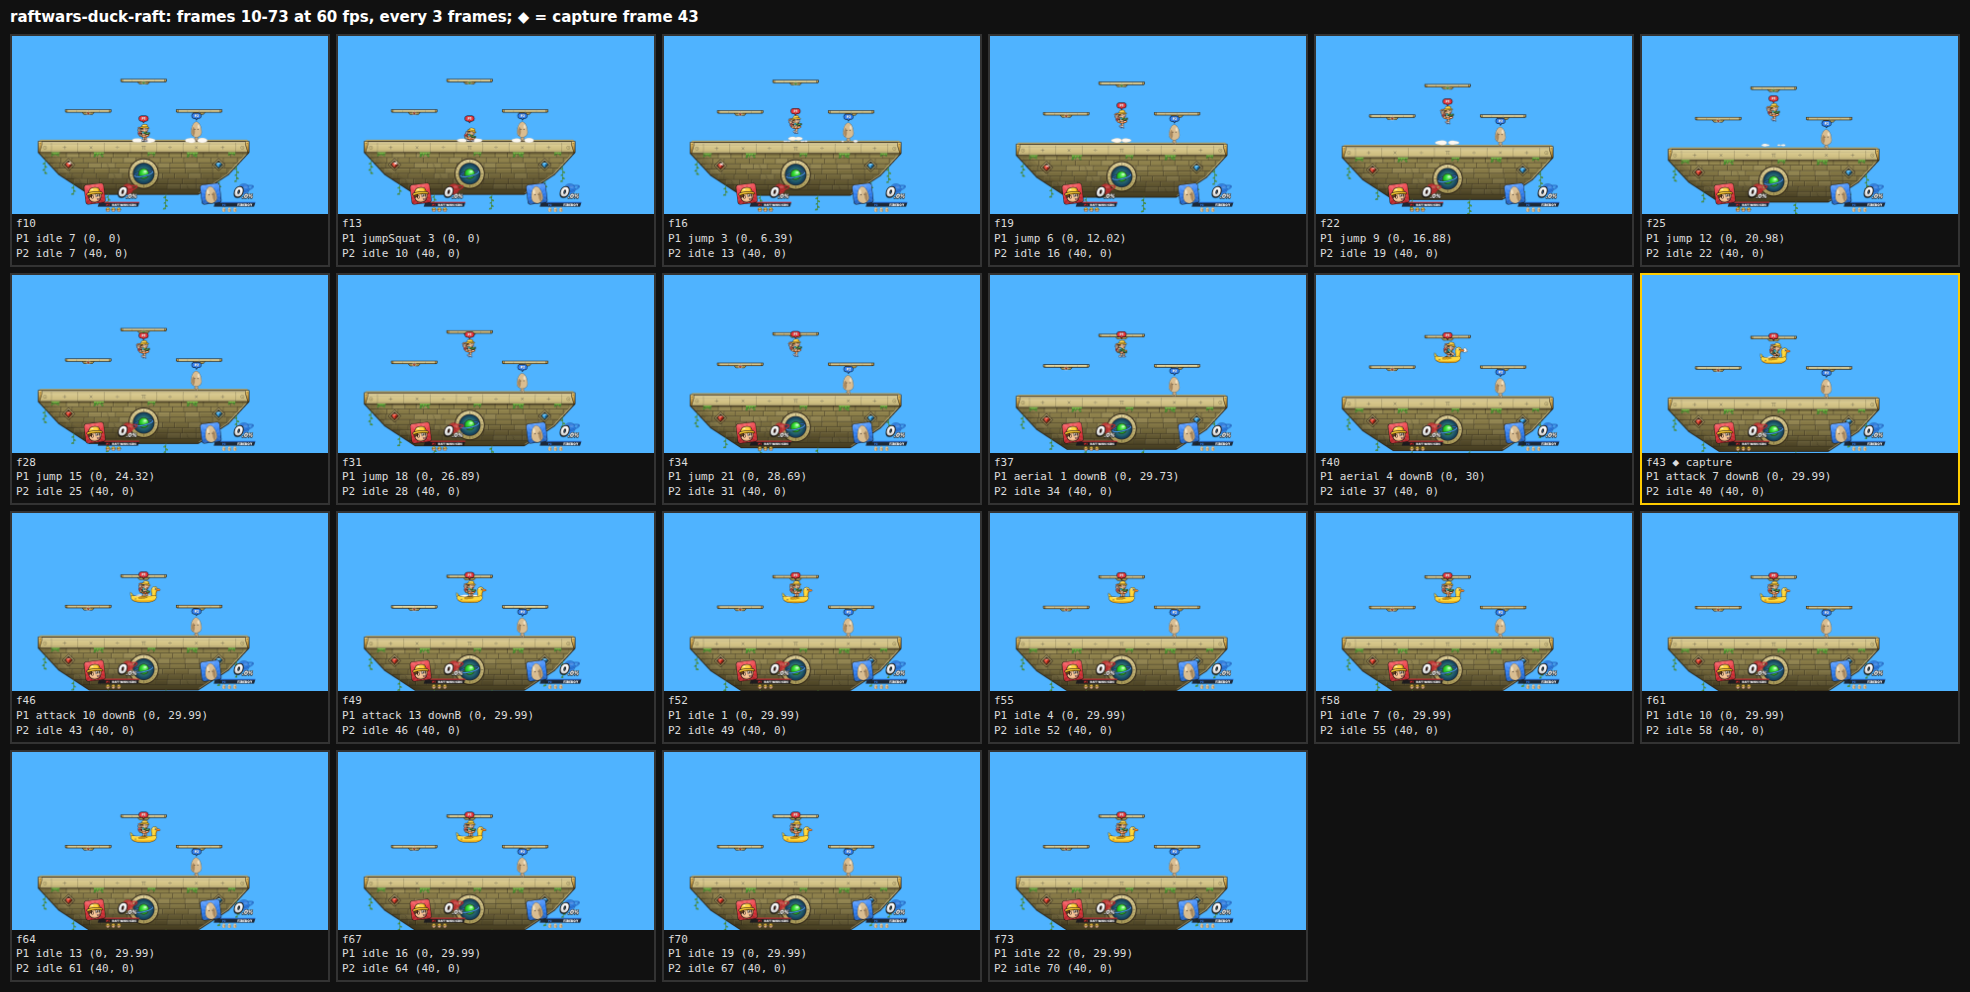 raftwars-duck-raft: frames 10-73 at 60 fps, every 3 frames; ◆ = capture frame 43
f10
P1 idle 7 (0, 0)
P2 idle 7 (40, 0)
f13
P1 jumpSquat 3 (0, 0)
P2 idle 10 (40, 0)
f16
P1 jump 3 (0, 6.39)
P2 idle 13 (40, 0)
f19
P1 jump 6 (0, 12.02)
P2 idle 16 (40, 0)
f22
P1 jump 9 (0, 16.88)
P2 idle 19 (40, 0)
f25
P1 jump 12 (0, 20.98)
P2 idle 22 (40, 0)
f28
P1 jump 15 (0, 24.32)
P2 idle 25 (40, 0)
f31
P1 jump 18 (0, 26.89)
P2 idle 28 (40, 0)
f34
P1 jump 21 (0, 28.69)
P2 idle 31 (40, 0)
f37
P1 aerial 1 downB (0, 29.73)
P2 idle 34 (40, 0)
f40
P1 aerial 4 downB (0, 30)
P2 idle 37 (40, 0)
f43 ◆ capture
P1 attack 7 downB (0, 29.99)
P2 idle 40 (40, 0)
f46
P1 attack 10 downB (0, 29.99)
P2 idle 43 (40, 0)
f49
P1 attack 13 downB (0, 29.99)
P2 idle 46 (40, 0)
f52
P1 idle 1 (0, 29.99)
P2 idle 49 (40, 0)
f55
P1 idle 4 (0, 29.99)
P2 idle 52 (40, 0)
f58
P1 idle 7 (0, 29.99)
P2 idle 55 (40, 0)
f61
P1 idle 10 (0, 29.99)
P2 idle 58 (40, 0)
f64
P1 idle 13 (0, 29.99)
P2 idle 61 (40, 0)
f67
P1 idle 16 (0, 29.99)
P2 idle 64 (40, 0)
f70
P1 idle 19 (0, 29.99)
P2 idle 67 (40, 0)
f73
P1 idle 22 (0, 29.99)
P2 idle 70 (40, 0)